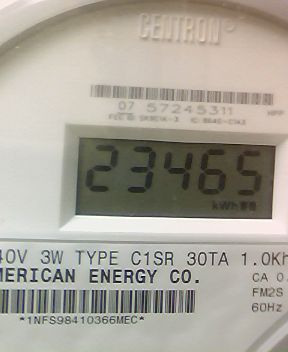 CENTRON®
07 57245311
23465
kWh
40V 3W TYPE C1SR 30TA 1.0Kh
MERICAN ENERGY CO.
CA 0.
FM2S
60Hz
*1NFS98410366MEC*